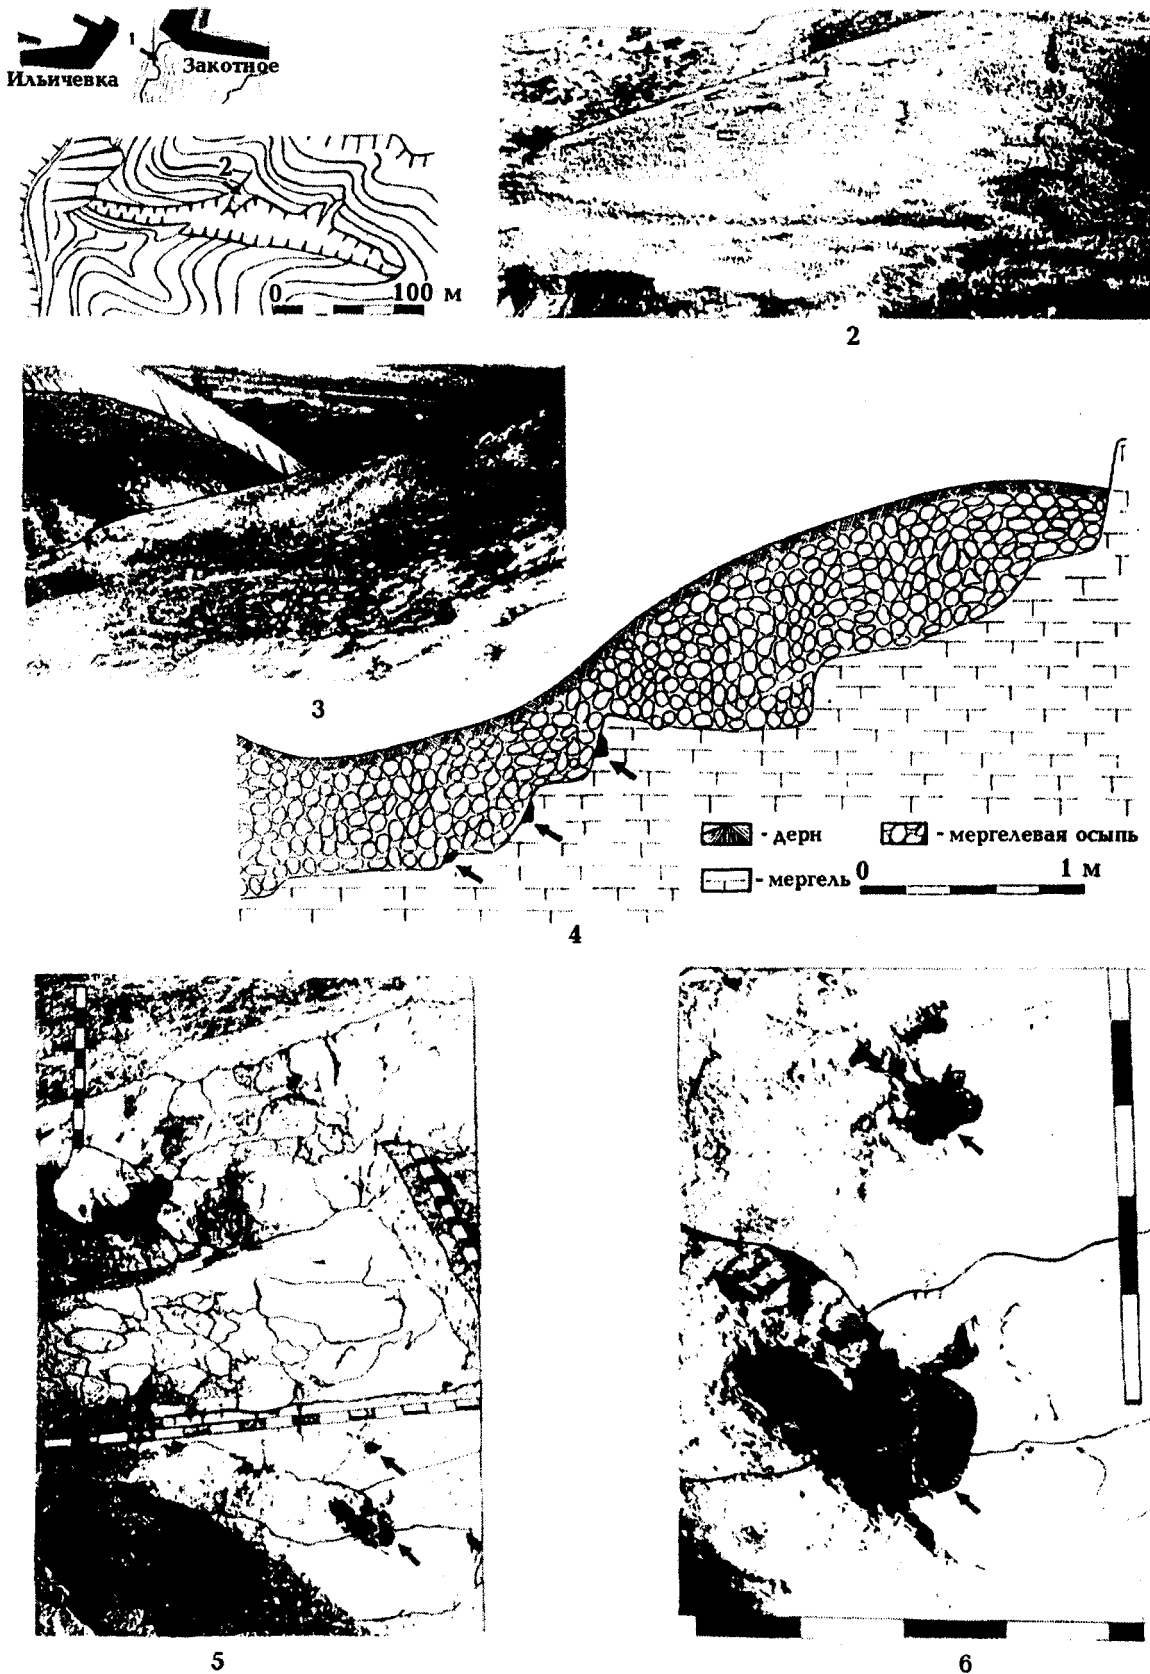 1
Ильичевка
Закотное
2
0 100 м
2
3
- дерн
- мергелевая осыпь
- мергель
0 1 м
4
5
6